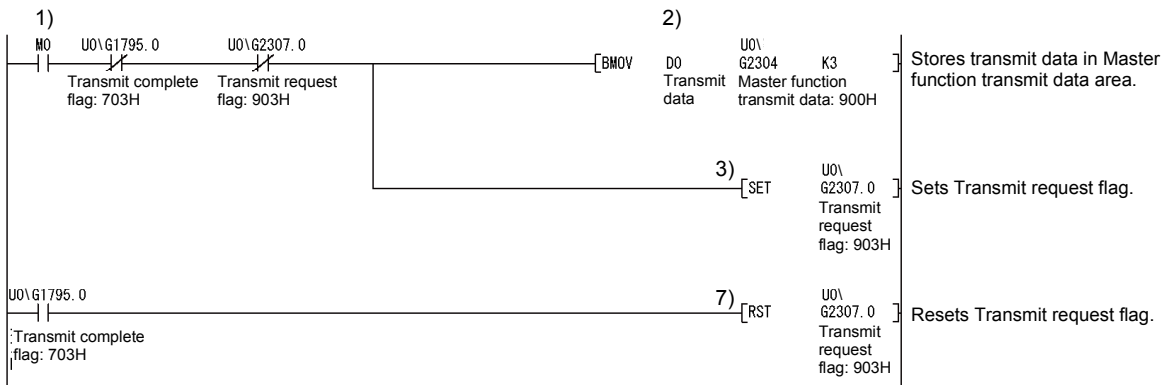 1)
2)
M0 U0\G1795.0 U0\G2307.0
Transmit complete
flag: 703H
Transmit request
flag: 903H
[BMOV D0 U0\
G2304 K3 ]
Transmit
data
Master function
transmit data: 900H
Stores transmit data in Master
function transmit data area.
3)
[SET U0\
G2307.0 ]
Transmit
request
flag: 903H
Sets Transmit request flag.
U0\G1795.0
Transmit complete
flag: 703H
7)
[RST U0\
G2307.0 ]
Transmit
request
flag: 903H
Resets Transmit request flag.